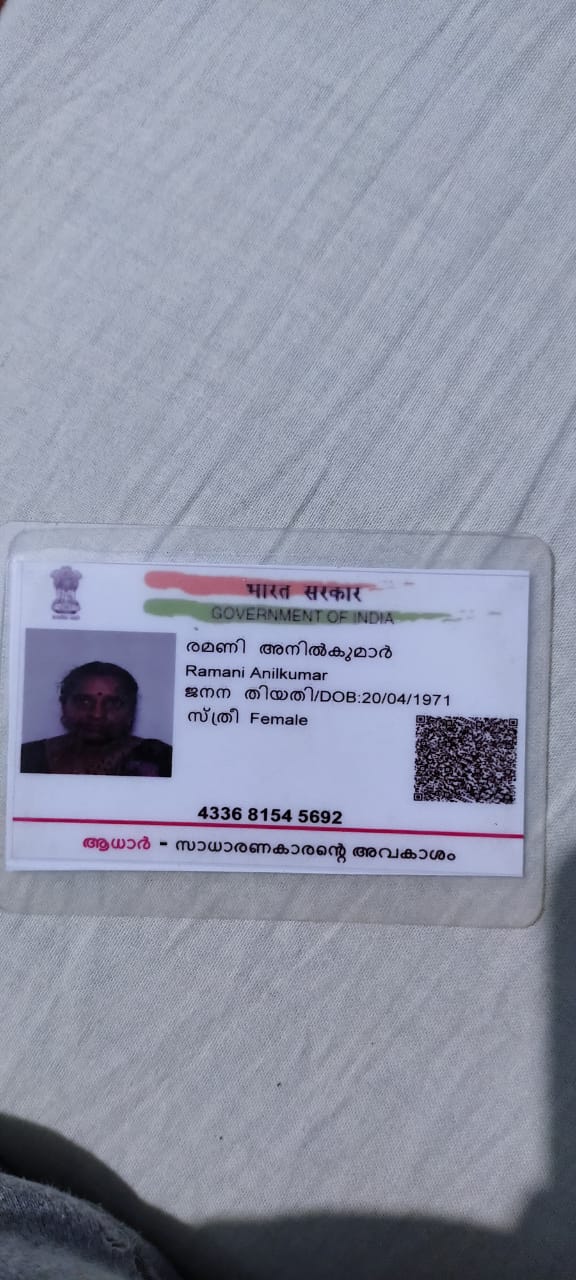 भारत सरकार
GOVERNMENT OF INDIA
രമണി അനിൽകുമാർ
Ramani Anilkumar
ജനന തിയതി/DOB:20/04/1971
സ്ത്രീ Female
4336 8154 5692
ആധാർ - സാധാരണകാരന്റെ അവകാശം